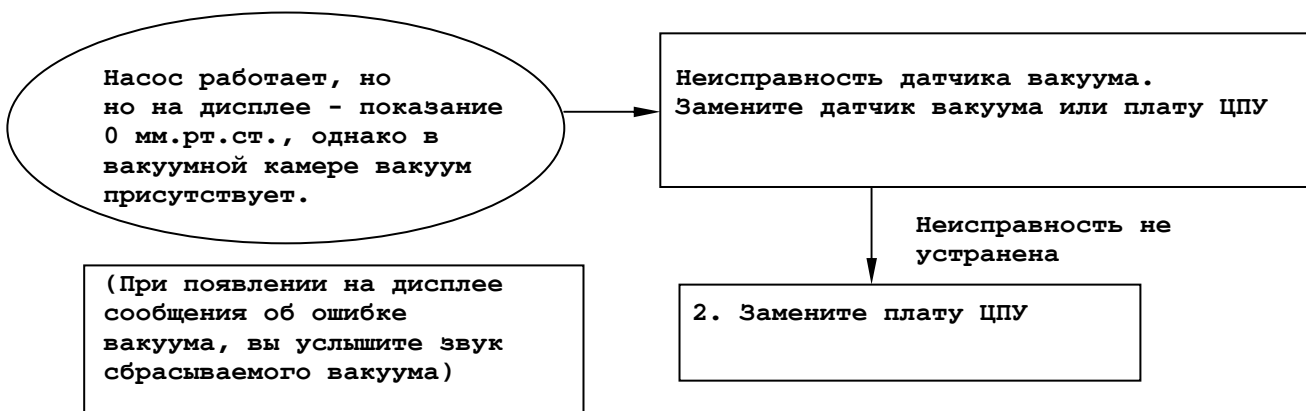 Насос работает, но
но на дисплее - показание
0 мм.рт.ст., однако в
вакуумной камере вакуум
присутствует.
Неисправность датчика вакуума.
Замените датчик вакуума или плату ЦПУ
Неисправность не
устранена
(При появлении на дисплее
сообщения об ошибке
вакуума, вы услышите звук
сбрасываемого вакуума)
2. Замените плату ЦПУ